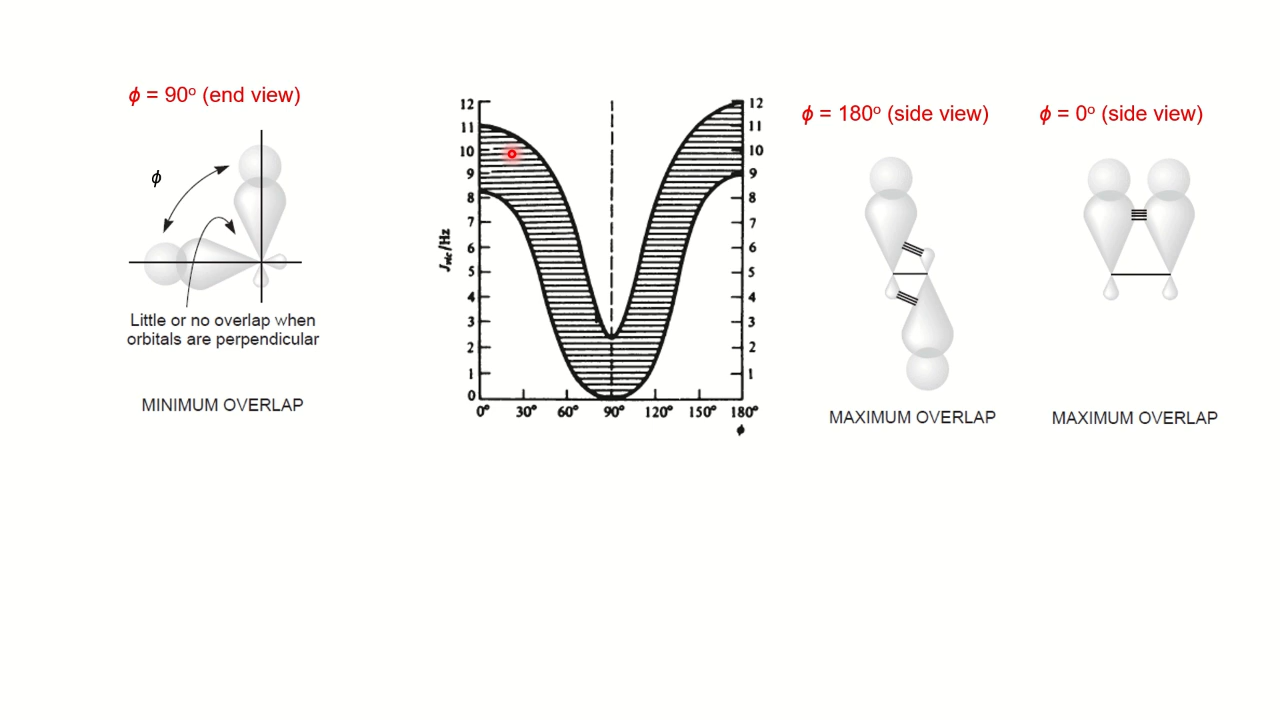 ϕ = 90° (end view)
ϕ
Little or no overlap when
orbitals are perpendicular
MINIMUM OVERLAP
12
11
10
9
8
7
6
5
4
3
2
1
0
Jvic/Hz
12
11
10
9
8
7
6
5
4
3
2
1
0° 30° 60° 90° 120° 150° 180°
ϕ
ϕ = 180° (side view)
MAXIMUM OVERLAP
ϕ = 0° (side view)
MAXIMUM OVERLAP